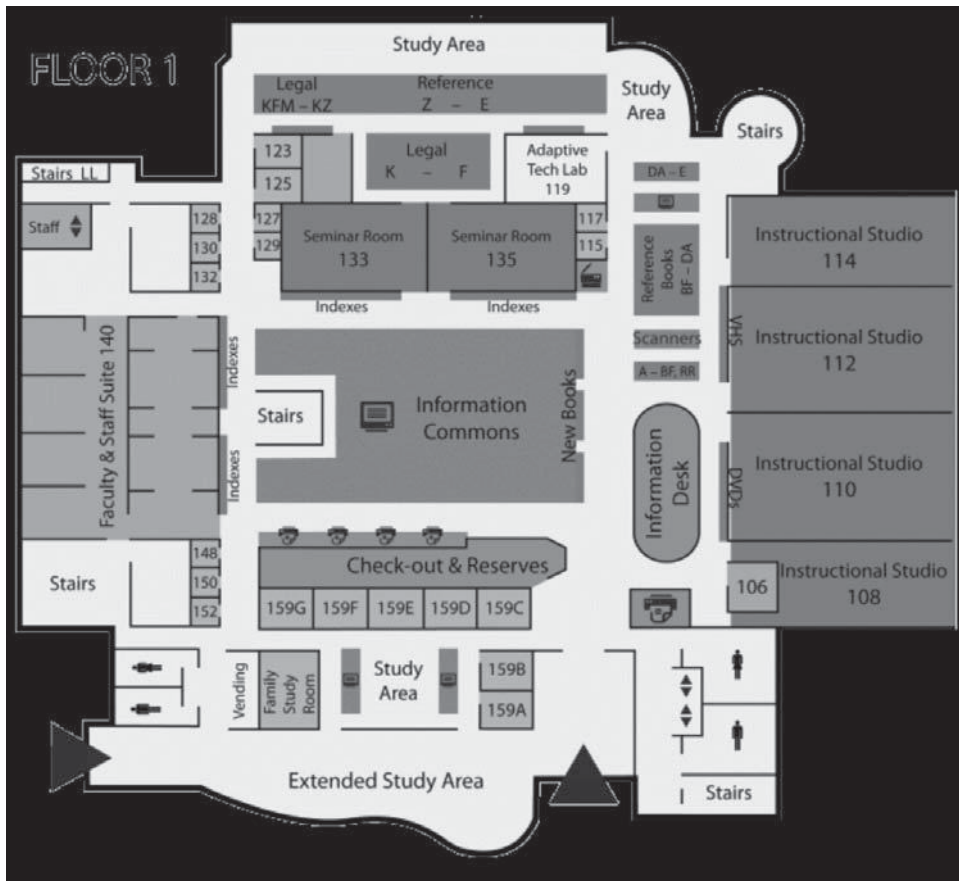 FLOOR 1
Study Area
Legal
KFM – KZ
Reference
Z – E
Study
Area
Stairs
123
125
Legal
K – F
Adaptive
Tech Lab
119
Stairs LL
DA – E
Staff
128
130
132
127
129
Seminar Room
133
Seminar Room
135
117
115
Reference
Books
BF – DA
Instructional Studio
114
Indexes
Indexes
Faculty & Staff Suite 140
Indexes
Indexes
Stairs
Information
Commons
New Books
Scanners
A – BF, RR
VHS
Instructional Studio
112
Information
Desk
DVDs
Instructional Studio
110
Stairs
148
150
152
Check-out & Reserves
159G
159F
159E
159D
159C
106
Instructional Studio
108
Vending
Family
Study
Room
Study
Area
159B
159A
Extended Study Area
Stairs